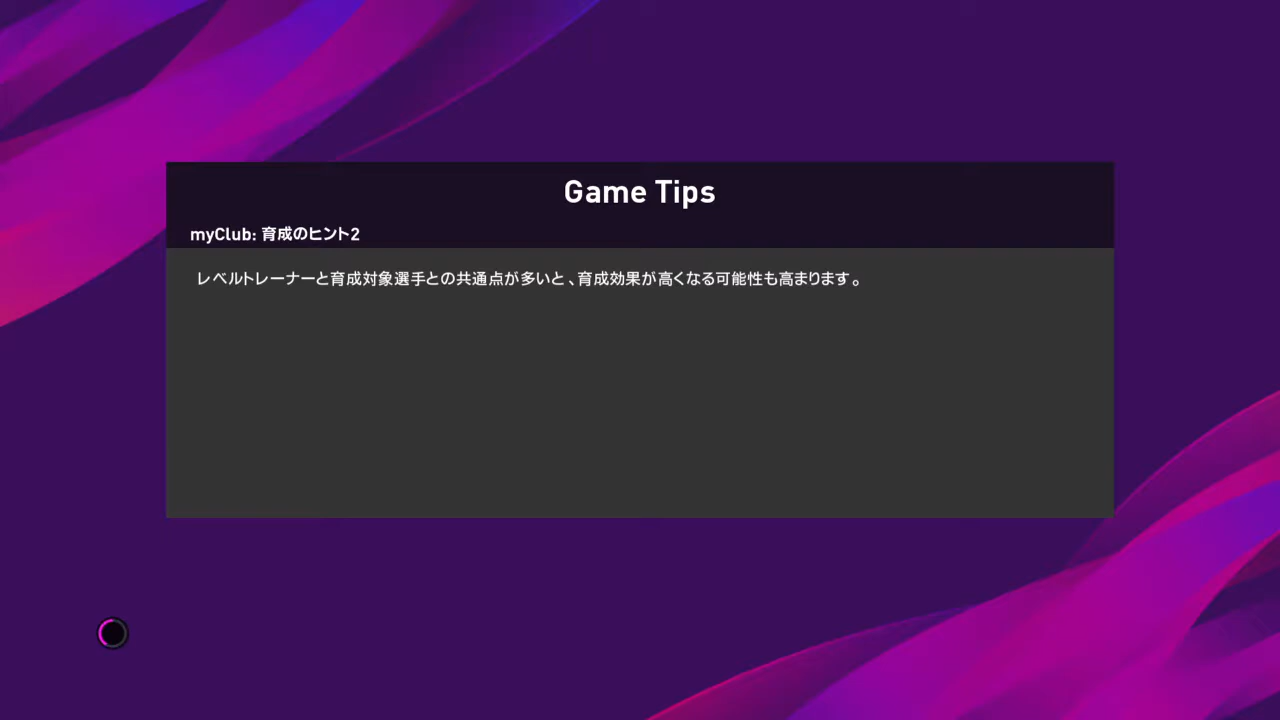 Game Tips
myClub: 育成のヒント2
レベルトレーナーと育成対象選手との共通点が多いと、育成効果が高くなる可能性も高まります。